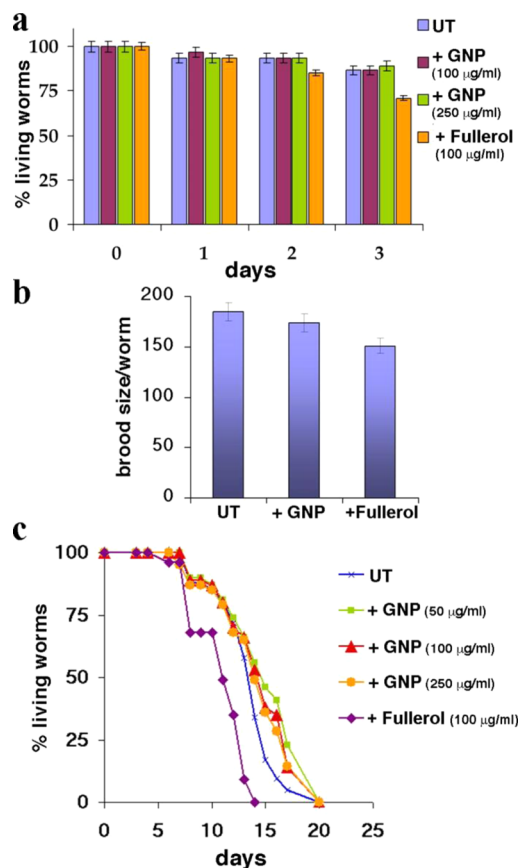 a
100
75
50
25
0
% living worms
0 1 2 3
days
UT
+ GNP
(100 µg/ml)
+ GNP
(250 µg/ml)
+ Fullerol
(100 µg/ml)
b
200
150
100
50
0
brood size/worm
UT + GNP +Fullerol
c
100
75
50
25
0
% living worms
0 5 10 15 20 25
days
UT
+ GNP (50 µg/ml)
+ GNP (100 µg/ml)
+ GNP (250 µg/ml)
+ Fullerol (100 µg/ml)